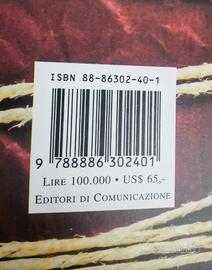 ISBN 88-86302-40-1
9 788886 302401
LIRE 100.000 • US$ 65,-
EDITORI DI COMUNICAZIONE